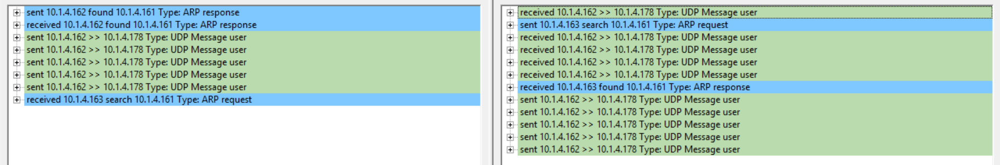 sent 10.1.4.162 found 10.1.4.161 Type: ARP response
received 10.1.4.162 found 10.1.4.161 Type: ARP response
sent 10.1.4.162 >> 10.1.4.178 Type: UDP Message user
sent 10.1.4.162 >> 10.1.4.178 Type: UDP Message user
sent 10.1.4.162 >> 10.1.4.178 Type: UDP Message user
sent 10.1.4.162 >> 10.1.4.178 Type: UDP Message user
sent 10.1.4.162 >> 10.1.4.178 Type: UDP Message user
received 10.1.4.163 search 10.1.4.161 Type: ARP request
received 10.1.4.162 >> 10.1.4.178 Type: UDP Message user
sent 10.1.4.163 search 10.1.4.161 Type: ARP request
received 10.1.4.162 >> 10.1.4.178 Type: UDP Message user
received 10.1.4.162 >> 10.1.4.178 Type: UDP Message user
received 10.1.4.162 >> 10.1.4.178 Type: UDP Message user
received 10.1.4.162 >> 10.1.4.178 Type: UDP Message user
received 10.1.4.163 found 10.1.4.161 Type: ARP response
sent 10.1.4.162 >> 10.1.4.178 Type: UDP Message user
sent 10.1.4.162 >> 10.1.4.178 Type: UDP Message user
sent 10.1.4.162 >> 10.1.4.178 Type: UDP Message user
sent 10.1.4.162 >> 10.1.4.178 Type: UDP Message user
sent 10.1.4.162 >> 10.1.4.178 Type: UDP Message user